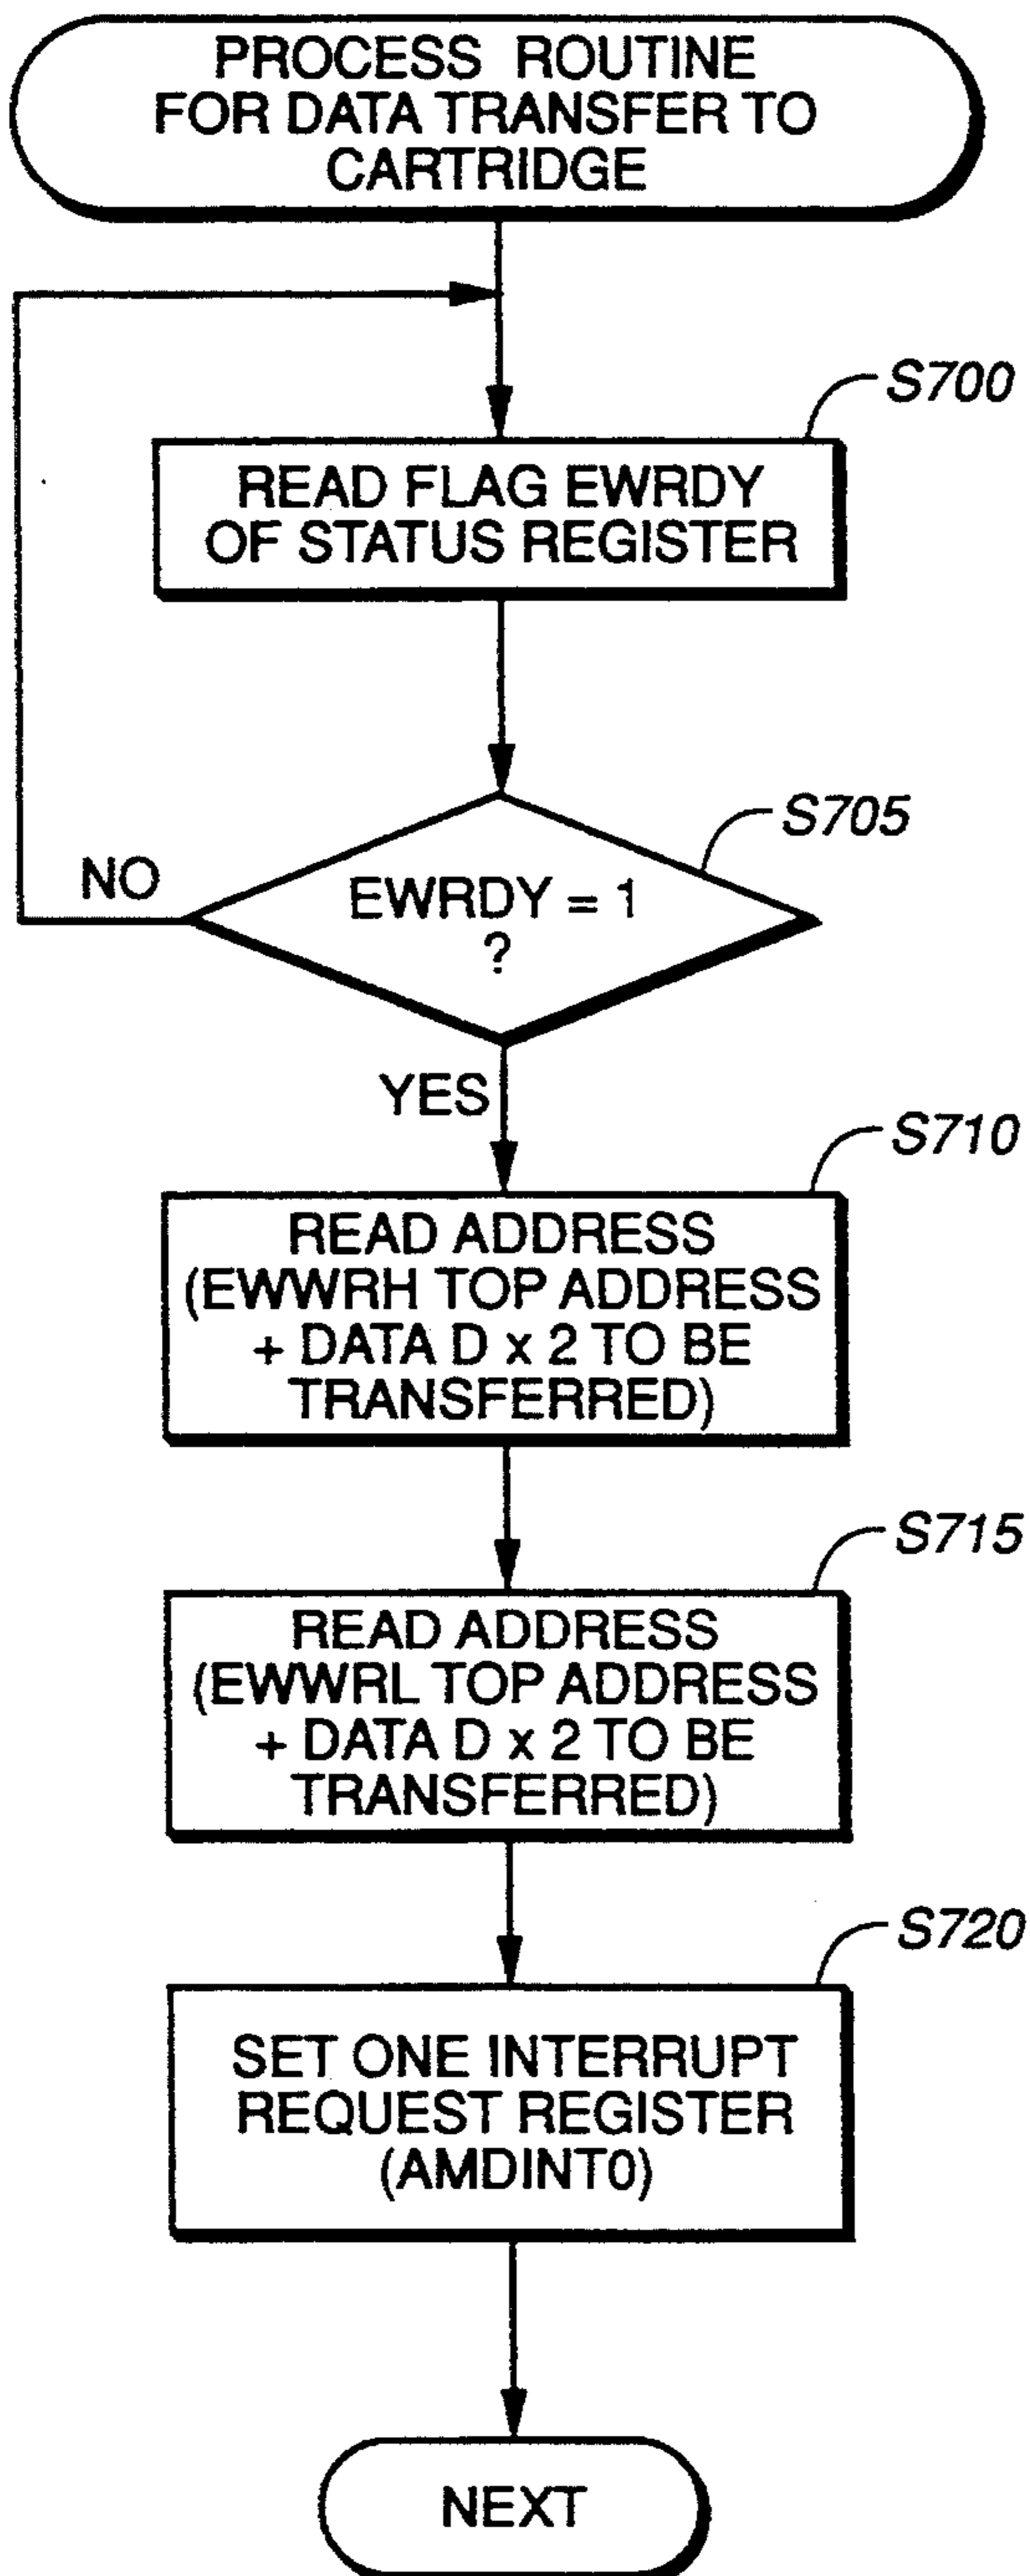 PROCESS ROUTINE
FOR DATA TRANSFER TO
CARTRIDGE
S700
READ FLAG EWRDY
OF STATUS REGISTER
S705
NO
EWRDY = 1
?
YES
S710
READ ADDRESS
(EWWRH TOP ADDRESS
+ DATA D x 2 TO BE
TRANSFERRED)
S715
READ ADDRESS
(EWWRL TOP ADDRESS
+ DATA D x 2 TO BE
TRANSFERRED)
S720
SET ONE INTERRUPT
REQUEST REGISTER
(AMDINT0)
NEXT